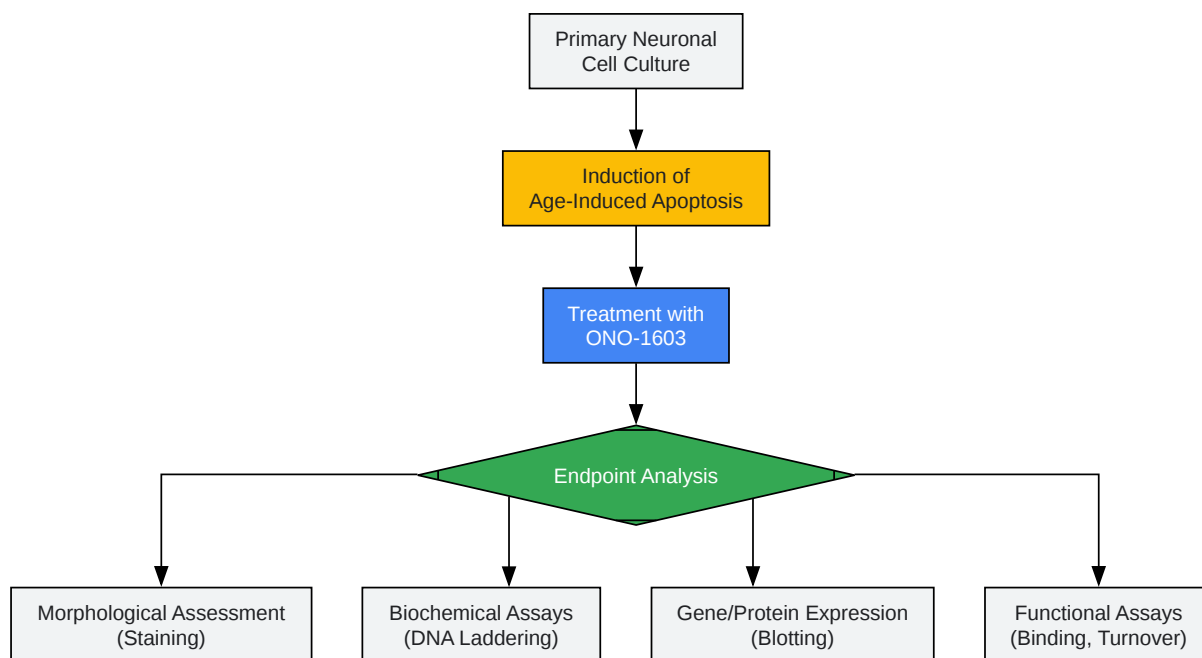 Primary Neuronal
Cell Culture
Induction of
Age-Induced Apoptosis
Treatment with
ONO-1603
Endpoint Analysis
Morphological Assessment
(Staining)
Biochemical Assays
(DNA Laddering)
Gene/Protein Expression
(Blotting)
Functional Assays
(Binding, Turnover)